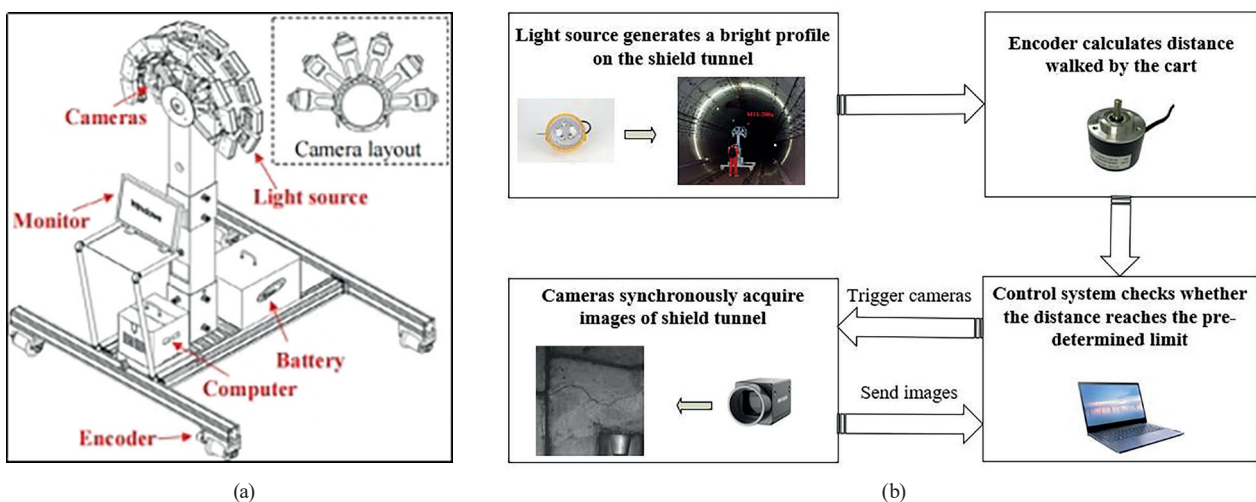 Cameras
Camera layout
Light source
Monitor
Battery
Computer
Encoder
(a)
Light source generates a bright profile
on the shield tunnel
Encoder calculates distance
walked by the cart
Cameras synchronously acquire
images of shield tunnel
Trigger cameras
Send images
Control system checks whether
the distance reaches the pre-
determined limit
(b)